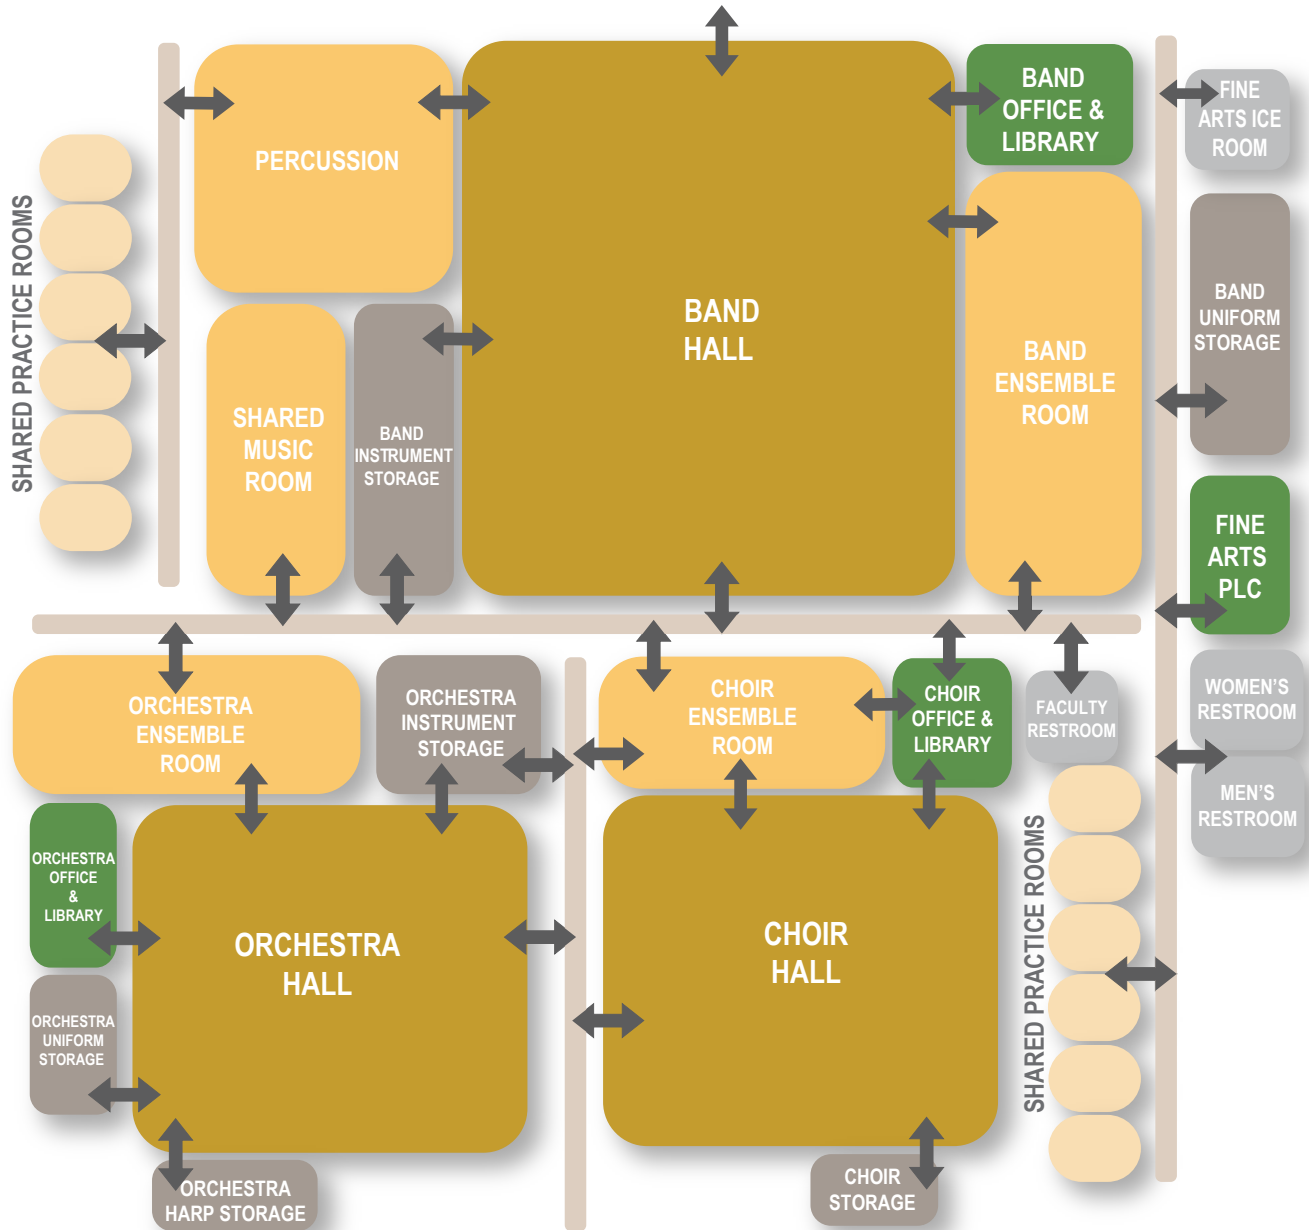 SHARED PRACTICE ROOMS
PERCUSSION
BAND
OFFICE &
LIBRARY
FINE
ARTS ICE
ROOM
BAND
HALL
BAND
UNIFORM
STORAGE
SHARED
MUSIC
ROOM
BAND
INSTRUMENT
STORAGE
BAND
ENSEMBLE
ROOM
FINE
ARTS
PLC
ORCHESTRA
ENSEMBLE
ROOM
ORCHESTRA
INSTRUMENT
STORAGE
CHOIR
ENSEMBLE
ROOM
CHOIR
OFFICE &
LIBRARY
FACULTY
RESTROOM
WOMEN'S
RESTROOM
MEN'S
RESTROOM
ORCHESTRA
OFFICE
&
LIBRARY
ORCHESTRA
HALL
CHOIR
HALL
SHARED PRACTICE ROOMS
ORCHESTRA
UNIFORM
STORAGE
ORCHESTRA
HARP STORAGE
CHOIR
STORAGE